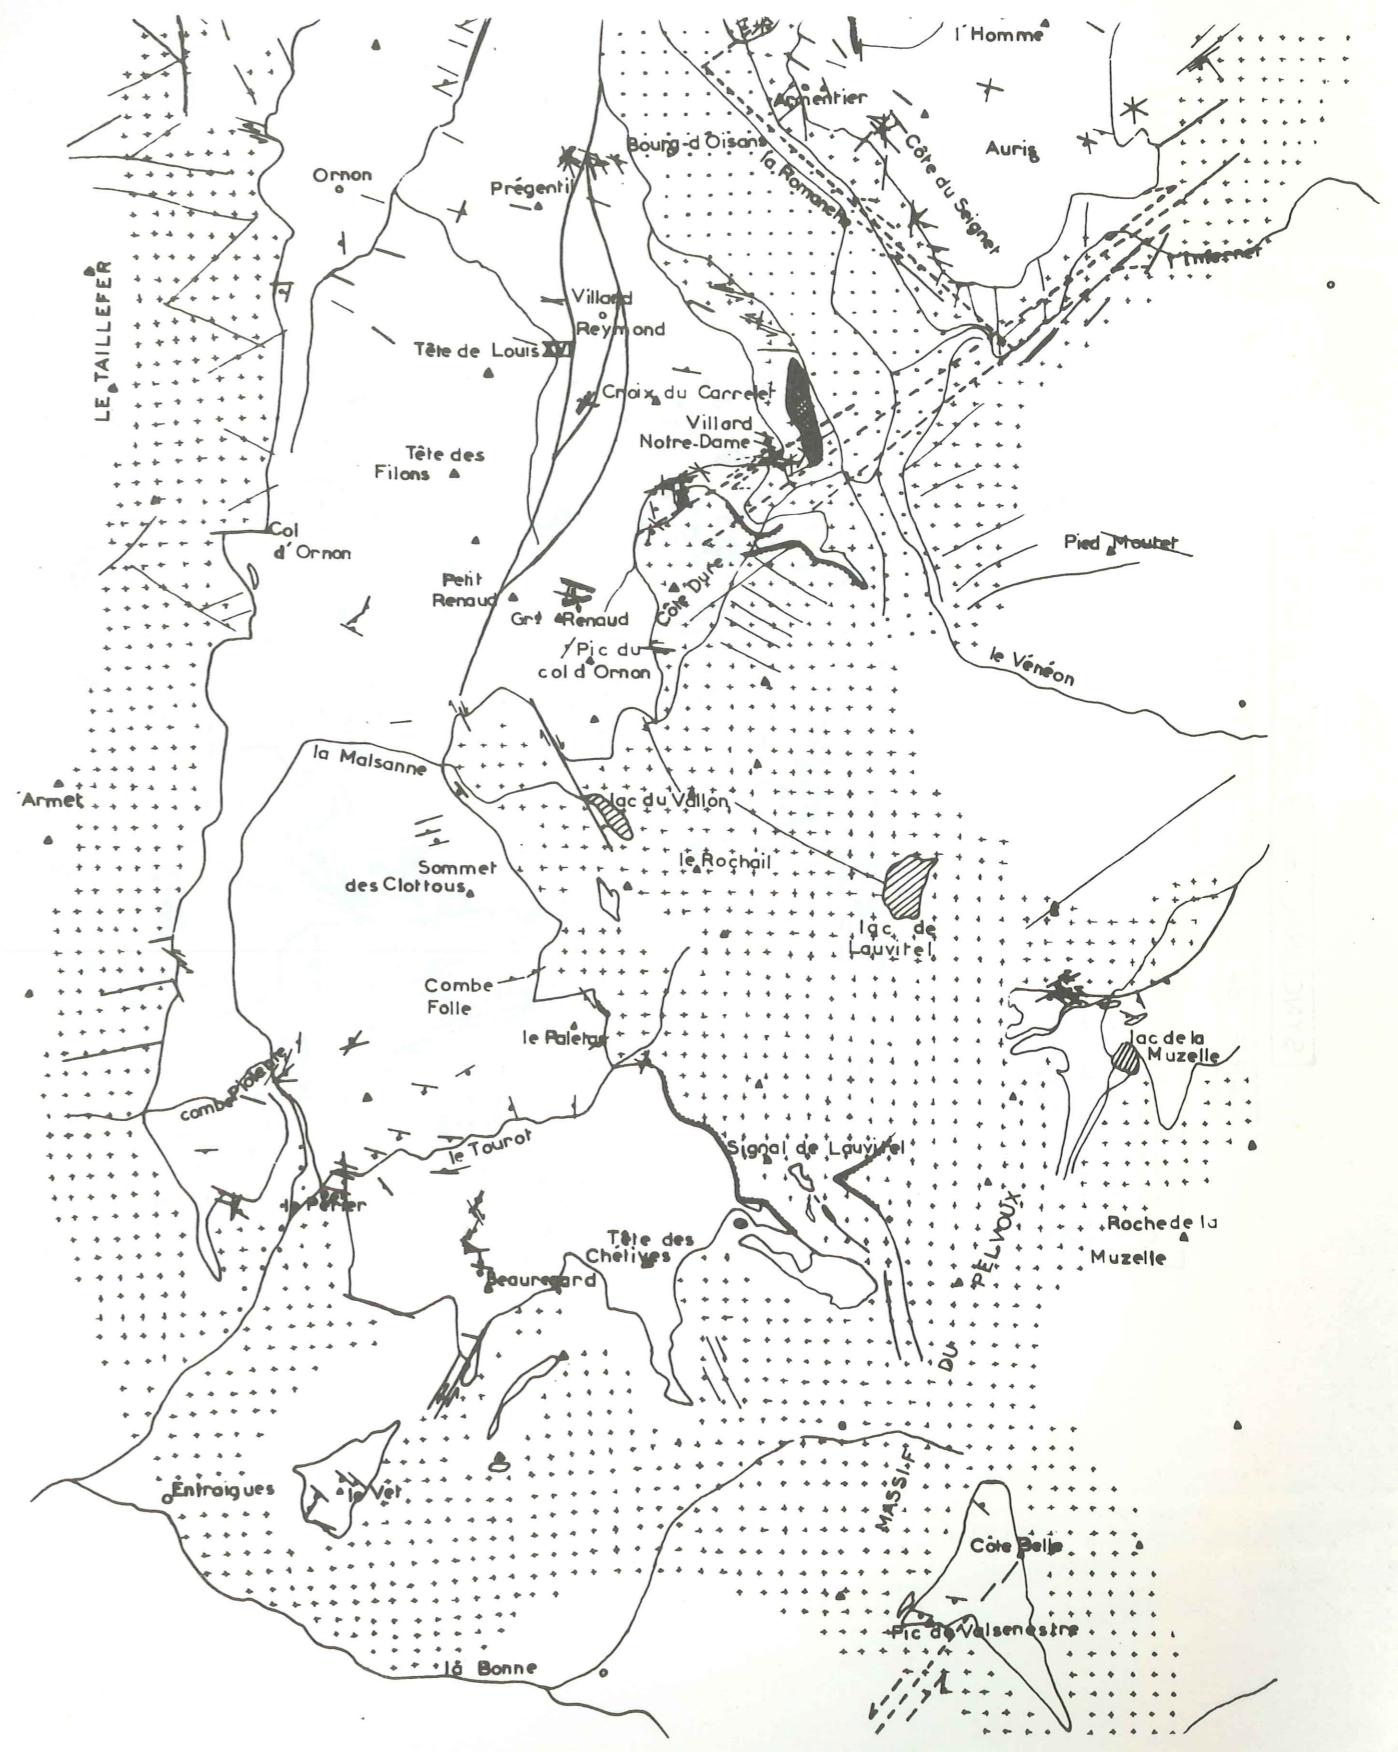 l'Homme
Armentier
Bourg-d'Oisans
Côte du Seignet
Auris
la Romanche
Ornon
Prégentil
l'Infernet
LE TAILLEFER
Villard
Reymond
Tête de Louis XVI
Croix du Carrelet
Villard
Notre-Dame
Tête des
Filons
Col
d'Ornon
Pied Moutet
Petit
Renaud
Côte Dure
Grd Renaud
Pic du
col d'Ornon
le Vénéon
la Malsanne
Armet
lac du Vallon
le Rochail
Sommet
des Clottous
lac de
Lauvitel
Combe
Folle
le Paletas
lac de la
Muzelle
combe Plolatte
le Tourot
Signal de Lauvitel
le Périer
PELVOUX
Roche de la
Muzelle
Tête des
Chétives
Beauregard
DU
MASSIF
Entraigues
le Vet
Côte Belle
Pic de Valsenestre
la Bonne